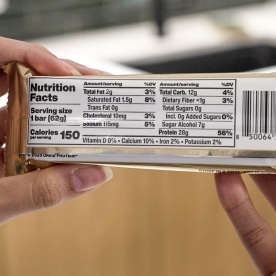 Nutrition Facts
Serving size
1 bar [62g]
Calories 150
per serving
Amount/serving %DV
Total Fat 2g 3%
Saturated Fat 1.5g 8%
Trans Fat 0g
Cholesterol 10mg 3%
Sodium 115mg 5%
Amount/serving %DV
Total Carb. 12g 4%
Dietary Fiber <1g 3%
Total Sugars 0g
Incl. 0g Added Sugars 0%
Sugar Alcohol 7g
Protein 28g 56%
Vitamin D 0% • Calcium 10% • Iron 2% • Potassium 2%
8 50064